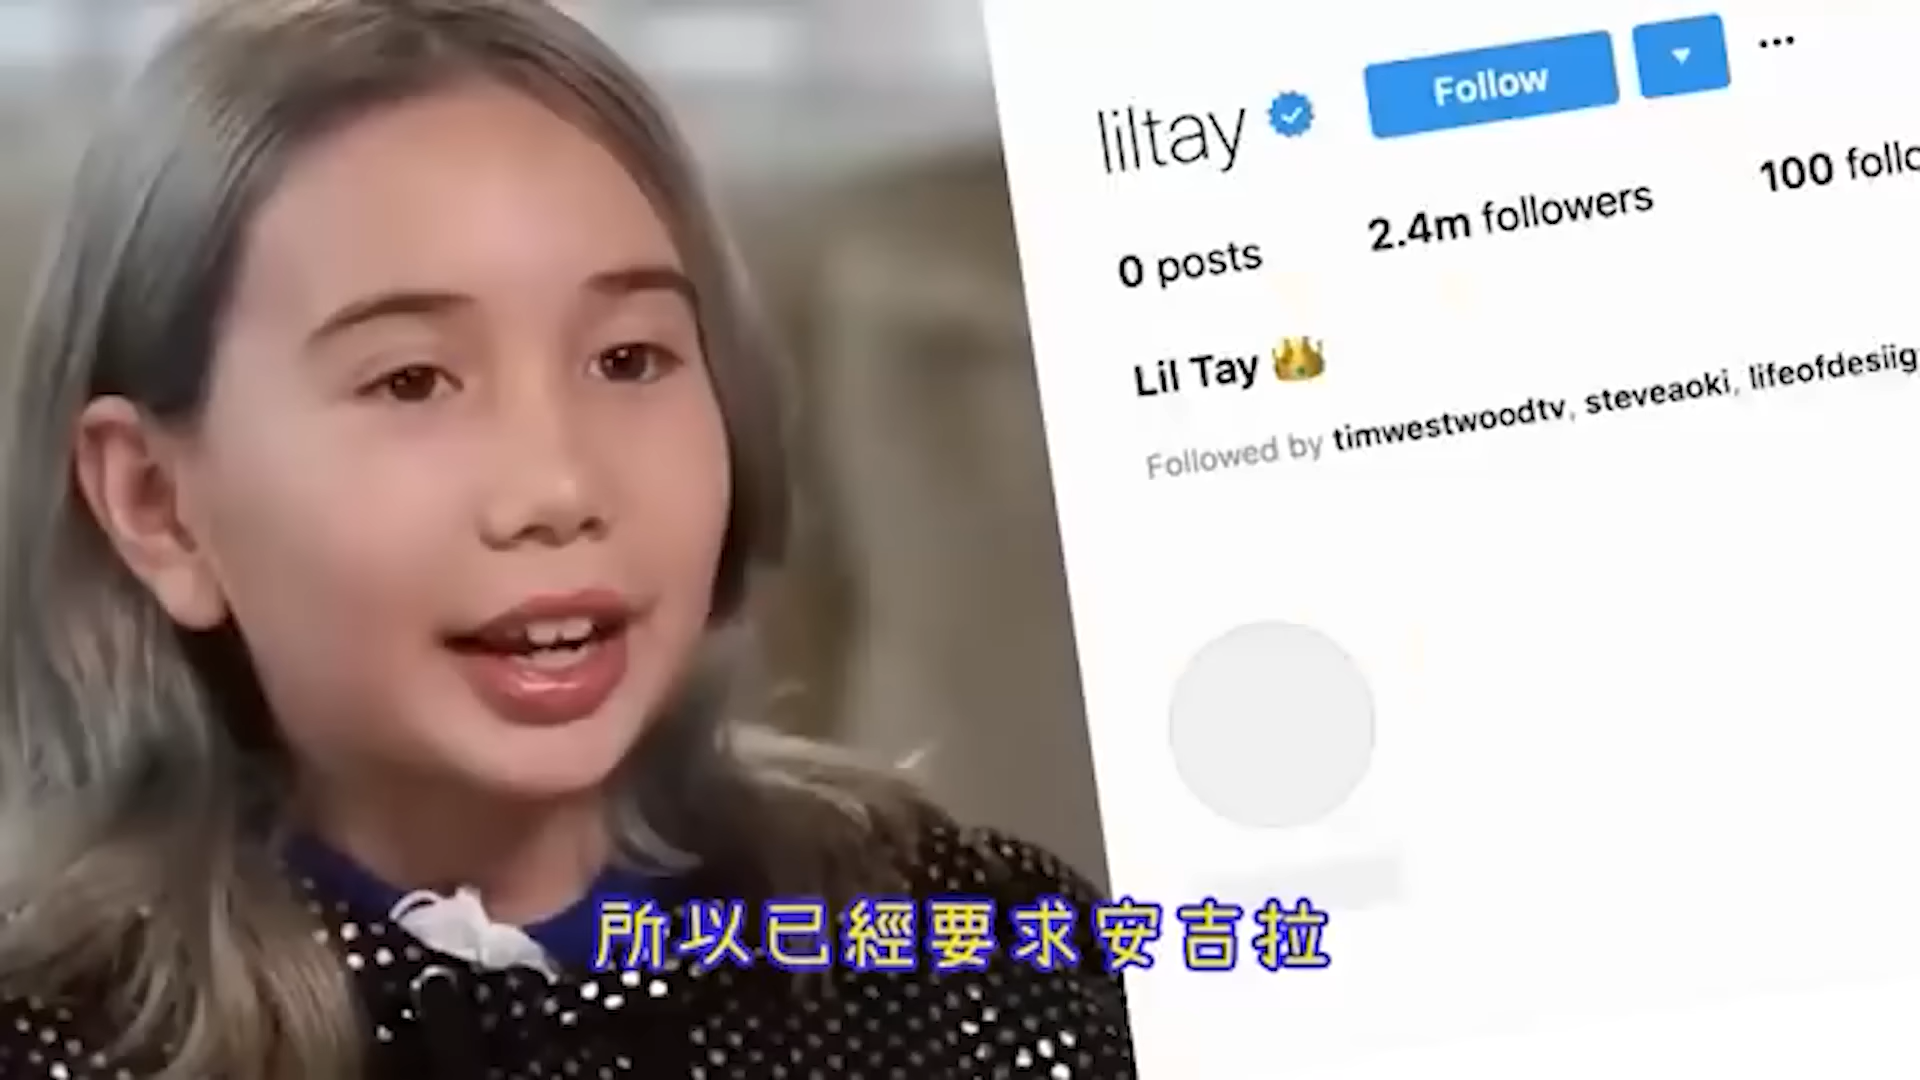 liltay
Follow
0 posts
2.4m followers
100 follo
Lil Tay 👑
Followed by timwestwoodtv, steveaoki, lifeofdesiig
所以已經要求安吉拉